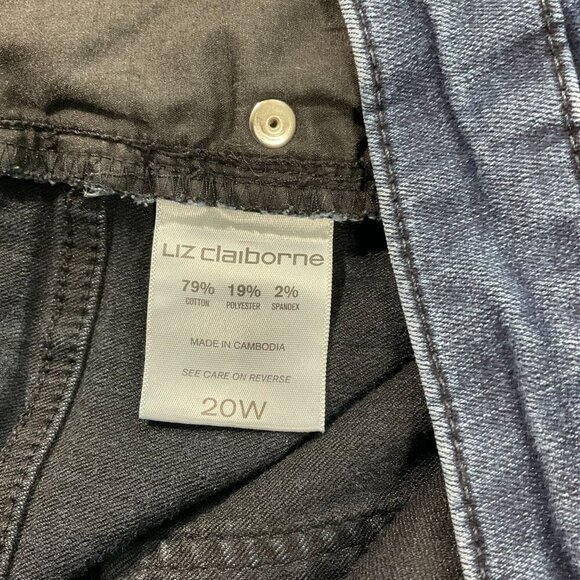 Liz claiborne
79% 19% 2%
COTTON POLYESTER SPANDEX
MADE IN CAMBODIA
SEE CARE ON REVERSE
20W